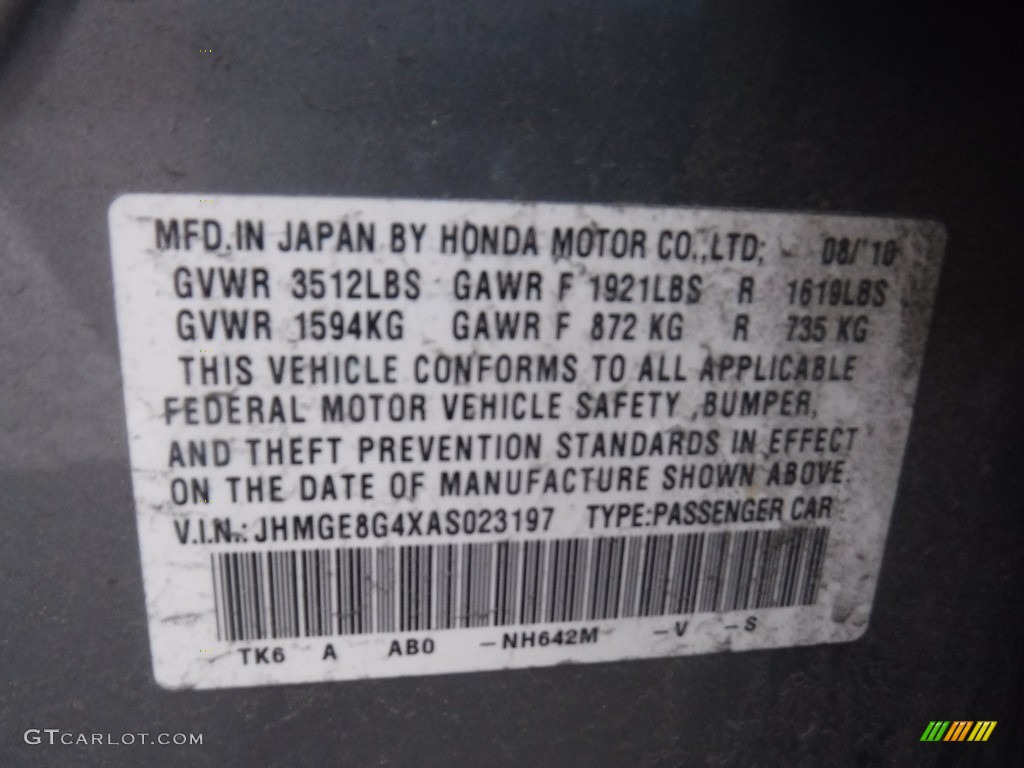 MFD.IN JAPAN BY HONDA MOTOR CO.,LTD; 08/'10
GVWR 3512LBS GAWR F 1921LBS R 1619LBS
GVWR 1594KG GAWR F 872 KG R 735 KG
THIS VEHICLE CONFORMS TO ALL APPLICABLE
FEDERAL MOTOR VEHICLE SAFETY ,BUMPER,
AND THEFT PREVENTION STANDARDS IN EFFECT
ON THE DATE OF MANUFACTURE SHOWN ABOVE.
V.I.N.: JHMGE8G4XAS023197 TYPE:PASSENGER CAR
TK6 A AB0 -NH642M -V -S
GTCARLOT.COM